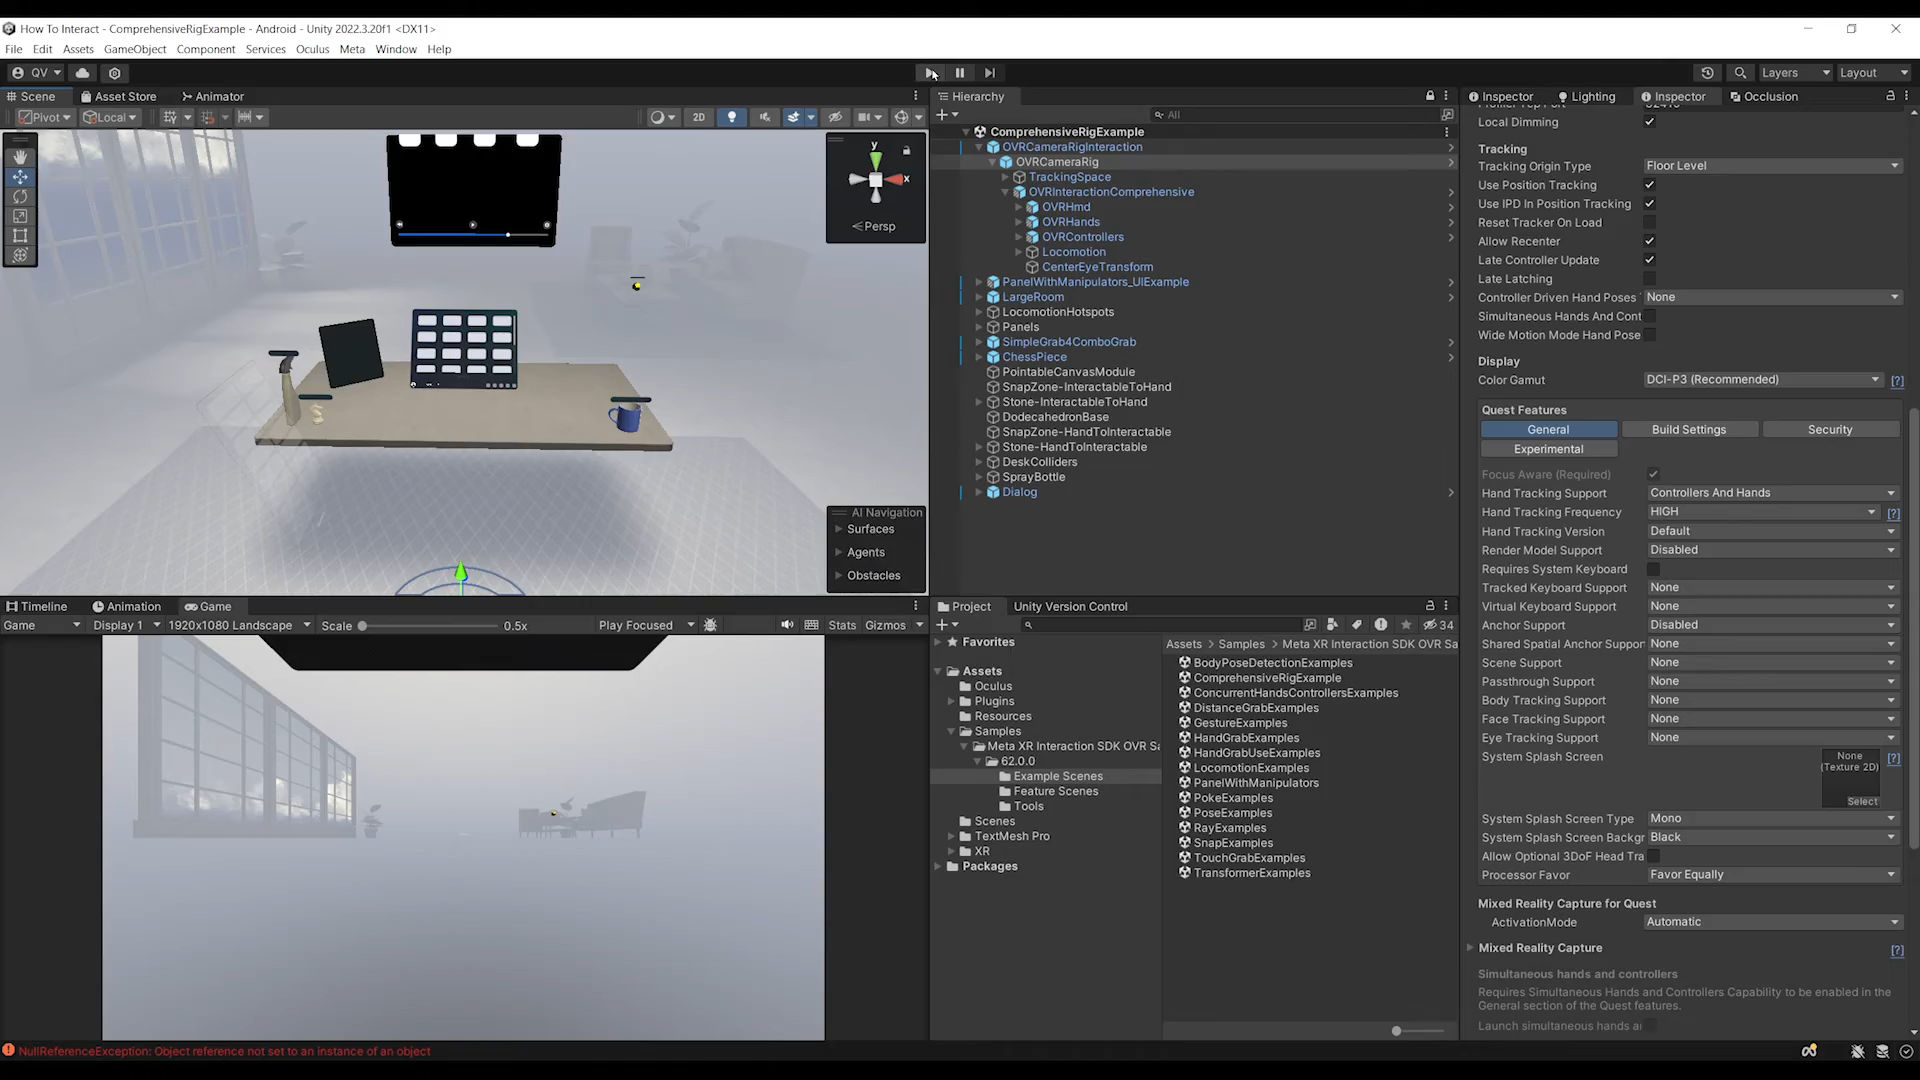 How To Interact - ComprehensiveRigExample - Android - Unity 2022.3.20f1 <DX11>
File Edit Assets GameObject Component Services Oculus Meta Window Help
QV Layers Layout
Scene Asset Store Animator
Pivot Local 2D
y
x
Persp
AI Navigation
Surfaces
Agents
Obstacles
Hierarchy
All
ComprehensiveRigExample
OVRCameraRigInteraction
OVRCameraRig
TrackingSpace
OVRInteractionComprehensive
OVRHmd
OVRHands
OVRControllers
Locomotion
CenterEyeTransform
PanelWithManipulators_UIExample
LargeRoom
LocomotionHotspots
Panels
SimpleGrab4ComboGrab
ChessPiece
PointableCanvasModule
SnapZone-InteractableToHand
Stone-InteractableToHand
DodecahedronBase
SnapZone-HandToInteractable
Stone-HandToInteractable
DeskColliders
SprayBottle
Dialog
Timeline Animation Game
Game Display 1 1920x1080 Landscape Scale 0.5x Play Focused Stats Gizmos
Project Unity Version Control
34
Favorites
Assets
Oculus
Plugins
Resources
Samples
Meta XR Interaction SDK OVR Sa
62.0.0
Example Scenes
Feature Scenes
Tools
Scenes
TextMesh Pro
XR
Packages
Assets > Samples > Meta XR Interaction SDK OVR Sa
BodyPoseDetectionExamples
ComprehensiveRigExample
ConcurrentHandsControllersExamples
DistanceGrabExamples
GestureExamples
HandGrabExamples
HandGrabUseExamples
LocomotionExamples
PanelWithManipulators
PokeExamples
PoseExamples
RayExamples
SnapExamples
TouchGrabExamples
TransformerExamples
Inspector Lighting Inspector Occlusion
Local Dimming
Tracking
Tracking Origin Type Floor Level
Use Position Tracking
Use IPD In Position Tracking
Reset Tracker On Load
Allow Recenter
Late Controller Update
Late Latching
Controller Driven Hand Poses None
Simultaneous Hands And Cont
Wide Motion Mode Hand Pose
Display
Color Gamut DCI-P3 (Recommended) [?]
Quest Features
General Build Settings Security
Experimental
Focus Aware (Required)
Hand Tracking Support Controllers And Hands
Hand Tracking Frequency HIGH [?]
Hand Tracking Version Default
Render Model Support Disabled
Requires System Keyboard
Tracked Keyboard Support None
Virtual Keyboard Support None
Anchor Support Disabled
Shared Spatial Anchor Suppor None
Scene Support None
Passthrough Support None
Body Tracking Support None
Face Tracking Support None
Eye Tracking Support None
System Splash Screen None [?]
(Texture 2D)
Select
System Splash Screen Type Mono
System Splash Screen Backgr Black
Allow Optional 3DoF Head Tra
Processor Favor Favor Equally
Mixed Reality Capture for Quest
ActivationMode Automatic
Mixed Reality Capture [?]
Simultaneous hands and controllers
Requires Simultaneous Hands and Controllers Capability to be enabled in the
General section of the Quest features.
Launch simultaneous hands ar
NullReferenceException: Object reference not set to an instance of an object